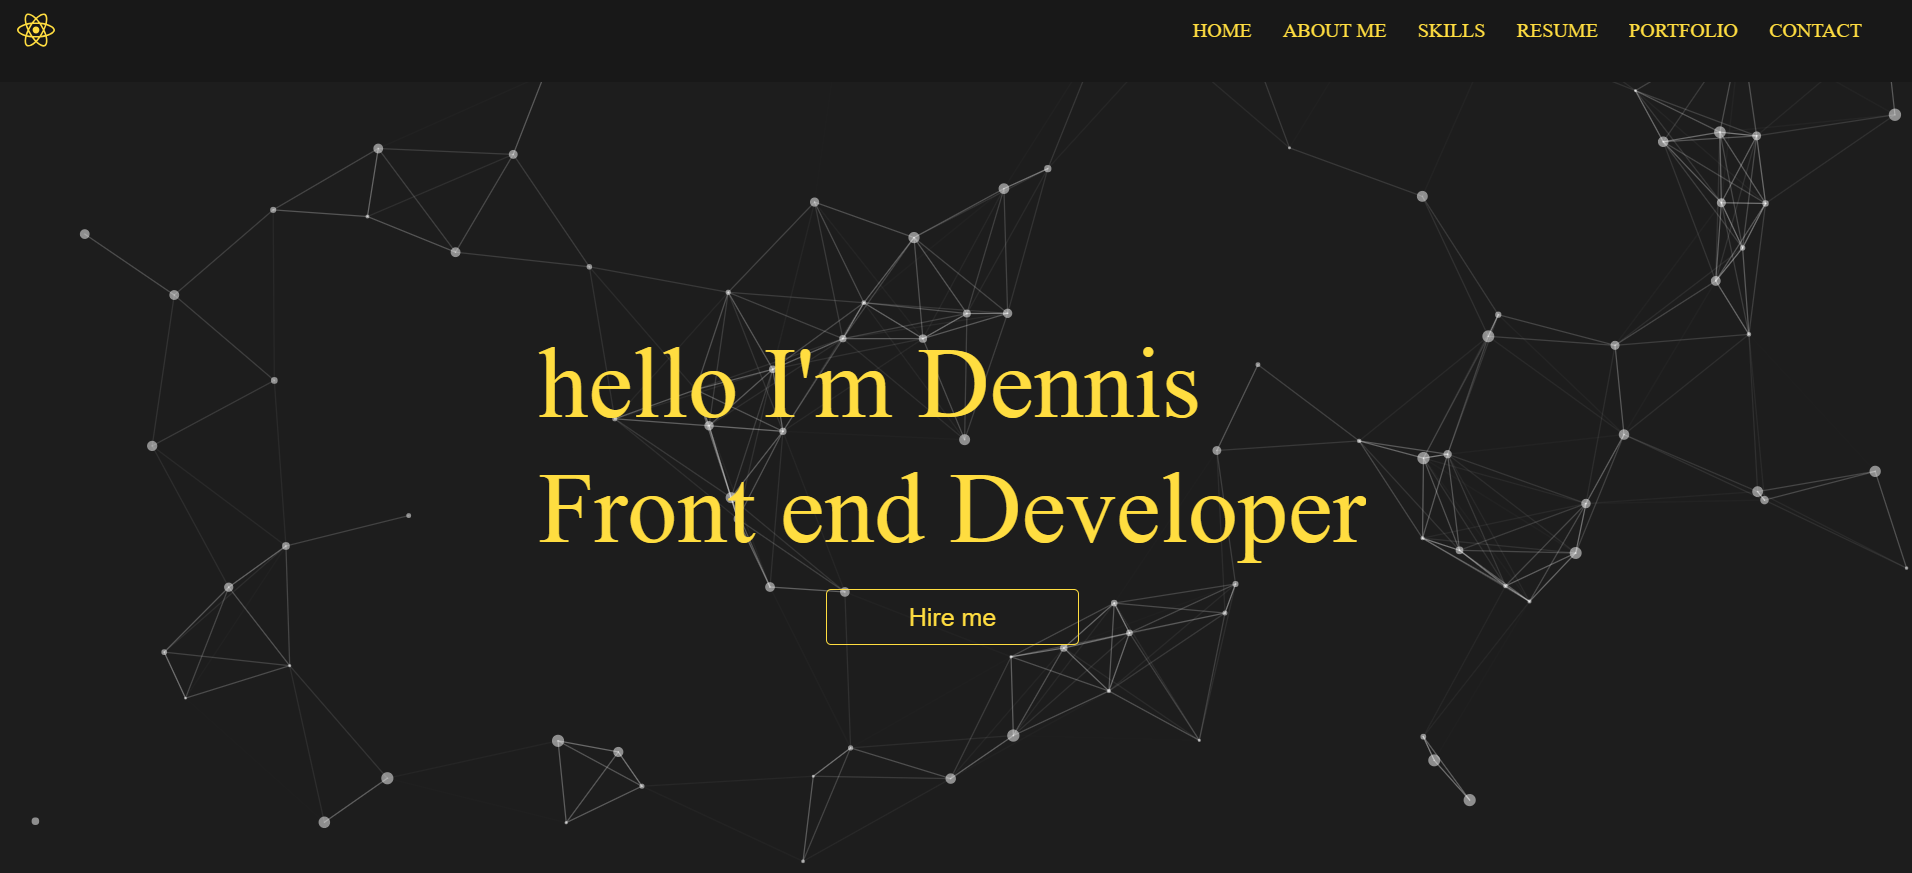 HOME ABOUT ME SKILLS RESUME PORTFOLIO CONTACT
hello I'm Dennis
Front end Developer
Hire me